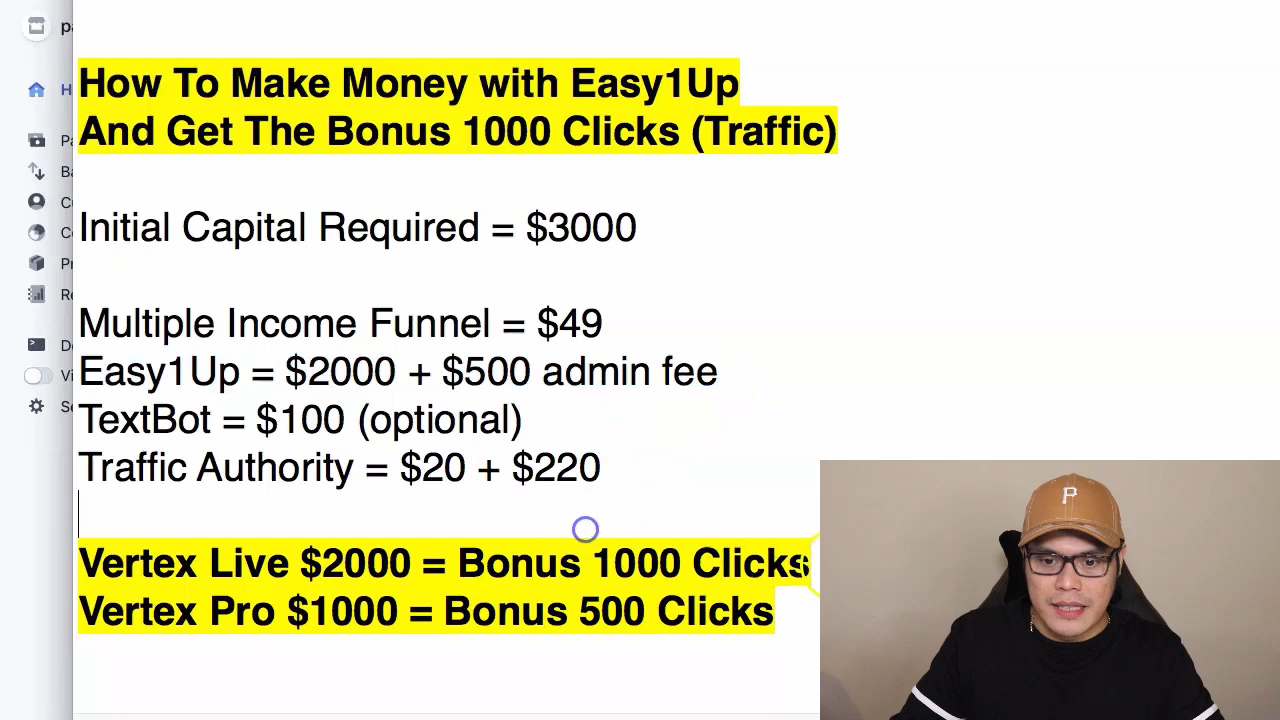 How To Make Money with Easy1Up
And Get The Bonus 1000 Clicks (Traffic)
Initial Capital Required = $3000
Multiple Income Funnel = $49
Easy1Up = $2000 + $500 admin fee
TextBot = $100 (optional)
Traffic Authority = $20 + $220
Vertex Live $2000 = Bonus 1000 Clicks
Vertex Pro $1000 = Bonus 500 Clicks
P